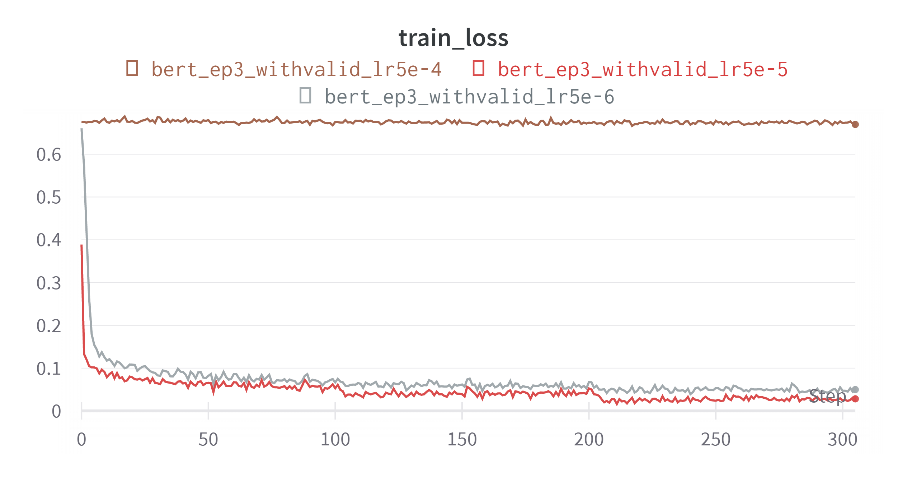 train_loss
bert_ep3_withvalid_lr5e-4 bert_ep3_withvalid_lr5e-5
bert_ep3_withvalid_lr5e-6
0.6
0.5
0.4
0.3
0.2
0.1
0
Step
0 50 100 150 200 250 300